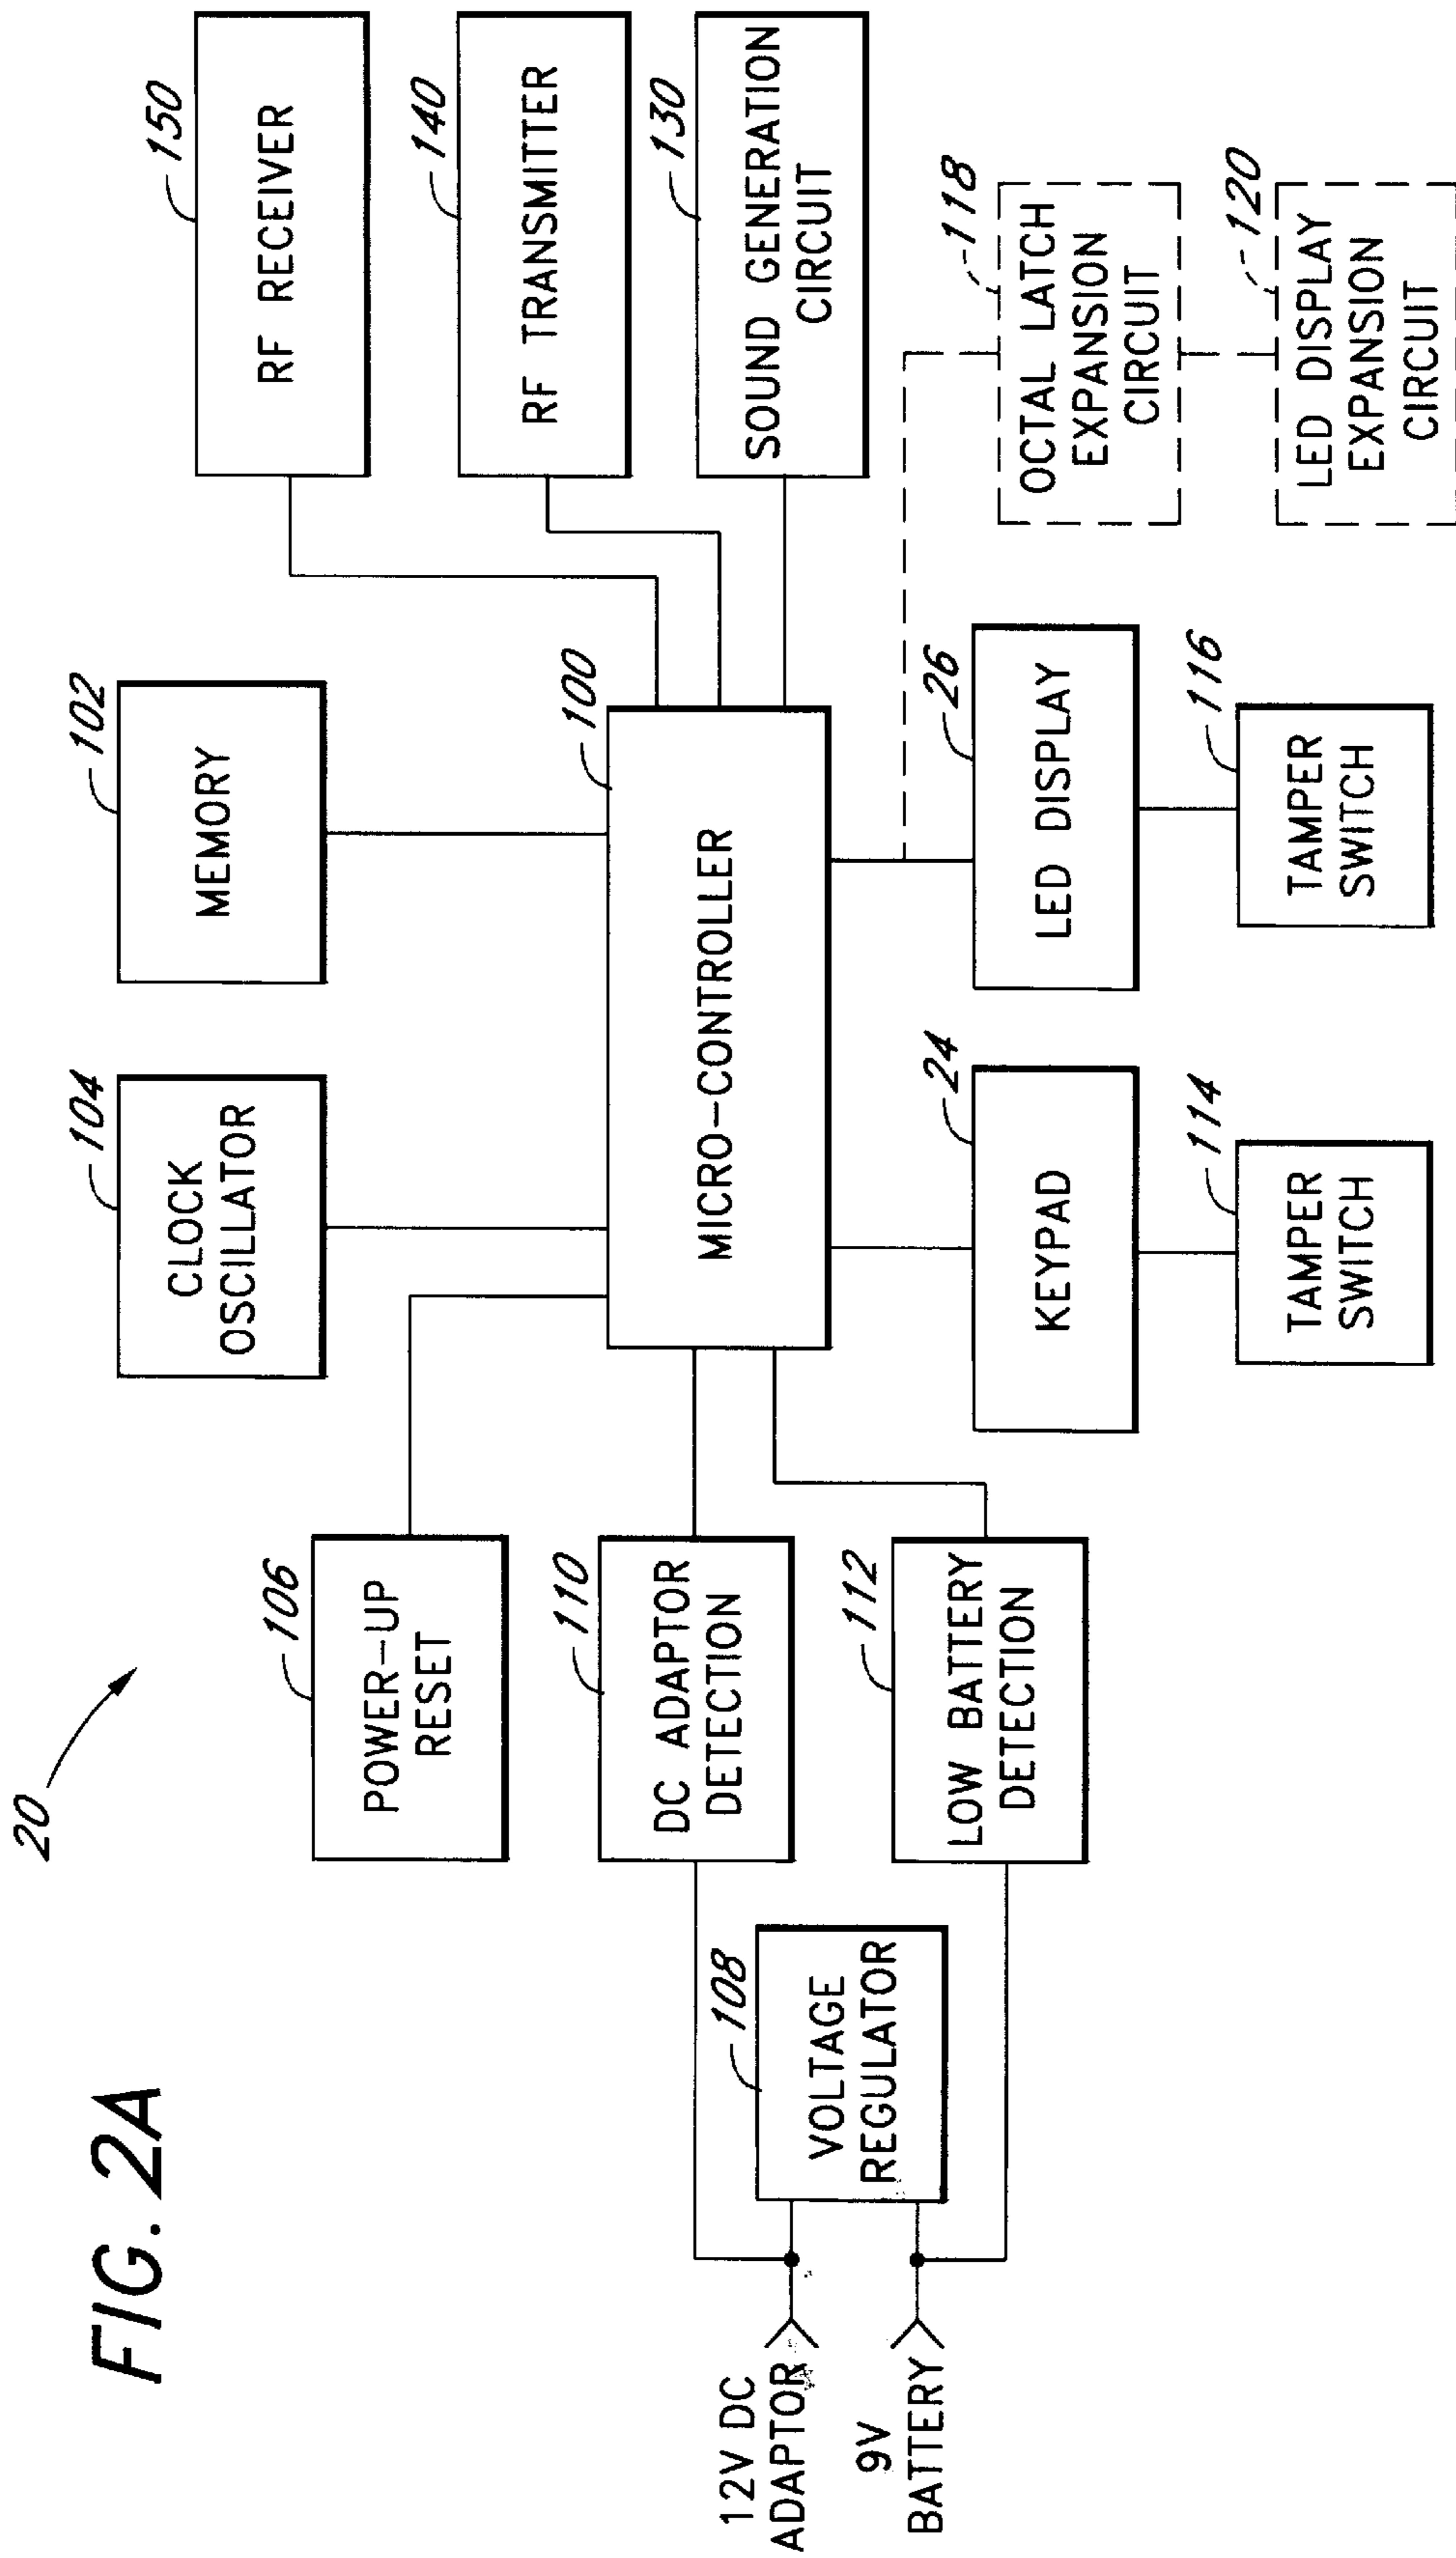 FIG. 2A
20
106
POWER-UP
RESET
104
CLOCK
OSCILLATOR
102
MEMORY
150
RF RECEIVER
140
RF TRANSMITTER
130
SOUND GENERATION
CIRCUIT
110
DC ADAPTOR
DETECTION
100
MICRO-CONTROLLER
108
VOLTAGE
REGULATOR
12V DC
ADAPTOR
9V
BATTERY
112
LOW BATTERY
DETECTION
24
KEYPAD
26
LED DISPLAY
118
OCTAL LATCH
EXPANSION
CIRCUIT
114
TAMPER
SWITCH
116
TAMPER
SWITCH
120
LED DISPLAY
EXPANSION
CIRCUIT